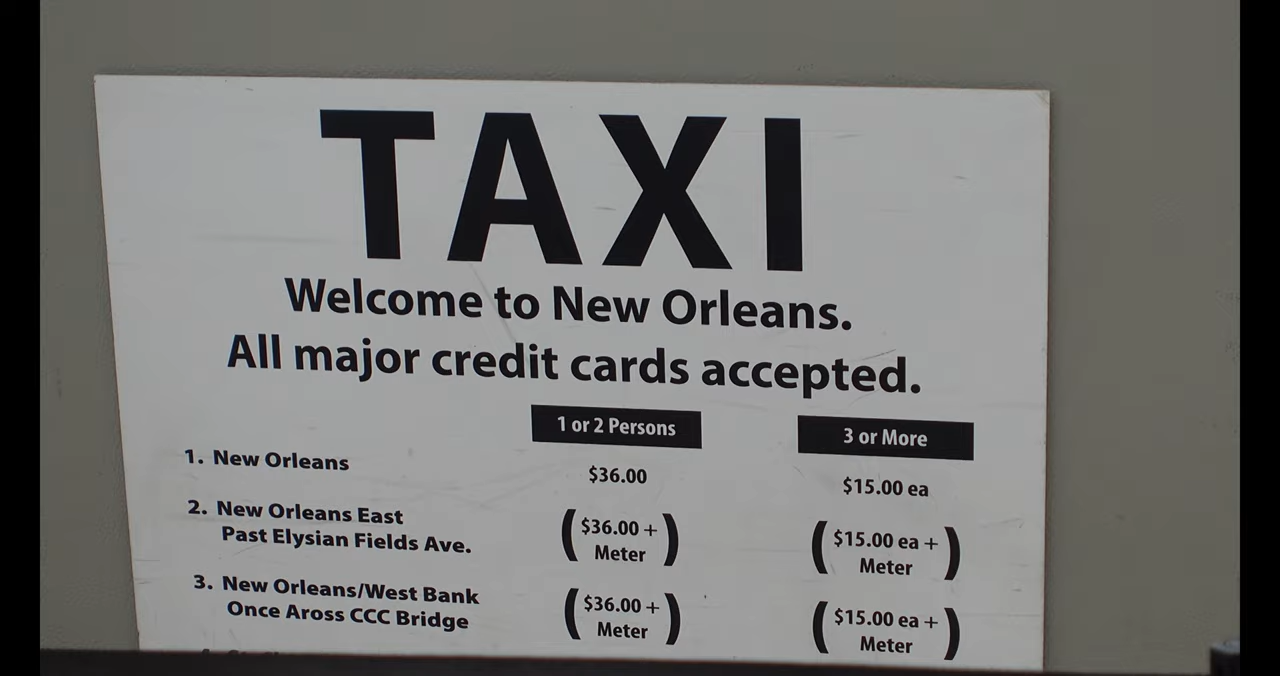 TAXI
Welcome to New Orleans.
All major credit cards accepted.
1 or 2 Persons 3 or More
1. New Orleans $36.00 $15.00 ea
2. New Orleans East
Past Elysian Fields Ave.
($36.00 +
Meter)
($15.00 ea +
Meter)
3. New Orleans/West Bank
Once Aross CCC Bridge
($36.00 +
Meter)
($15.00 ea +
Meter)